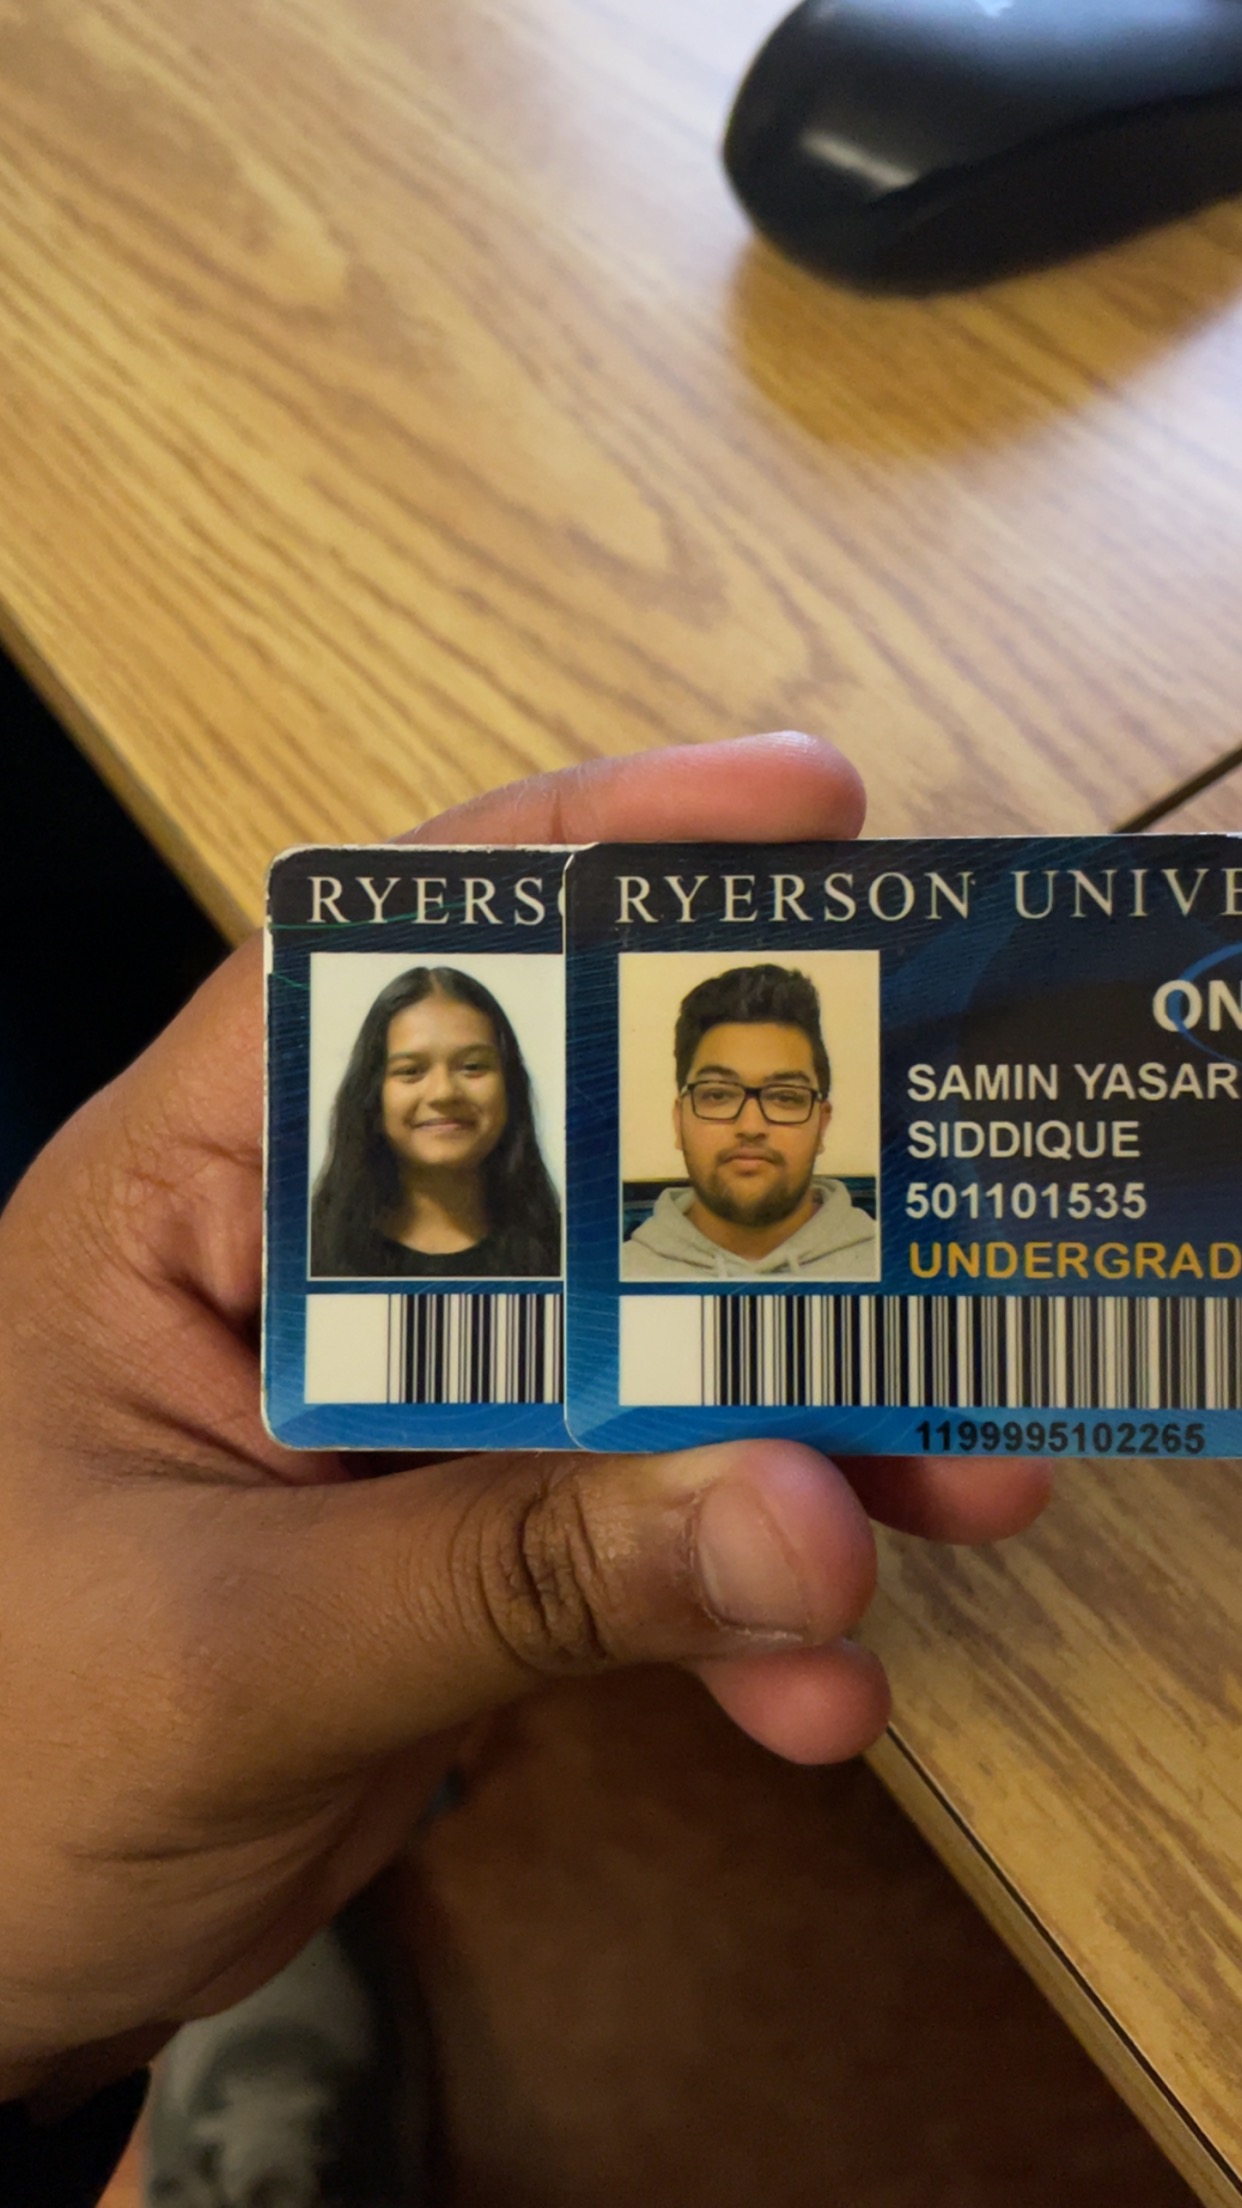 RYERS
RYERSON UNIVE
ON
SAMIN YASAR
SIDDIQUE
501101535
UNDERGRAD
1199995102265